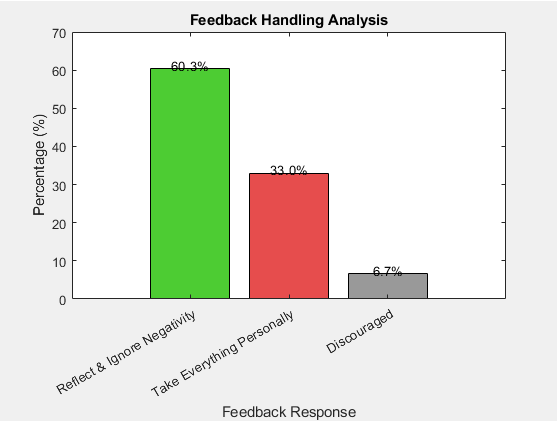 Feedback Handling Analysis
Percentage (%)
70
60
50
40
30
20
10
0
60.3%
33.0%
6.7%
Reflect & Ignore Negativity
Take Everything Personally
Discouraged
Feedback Response